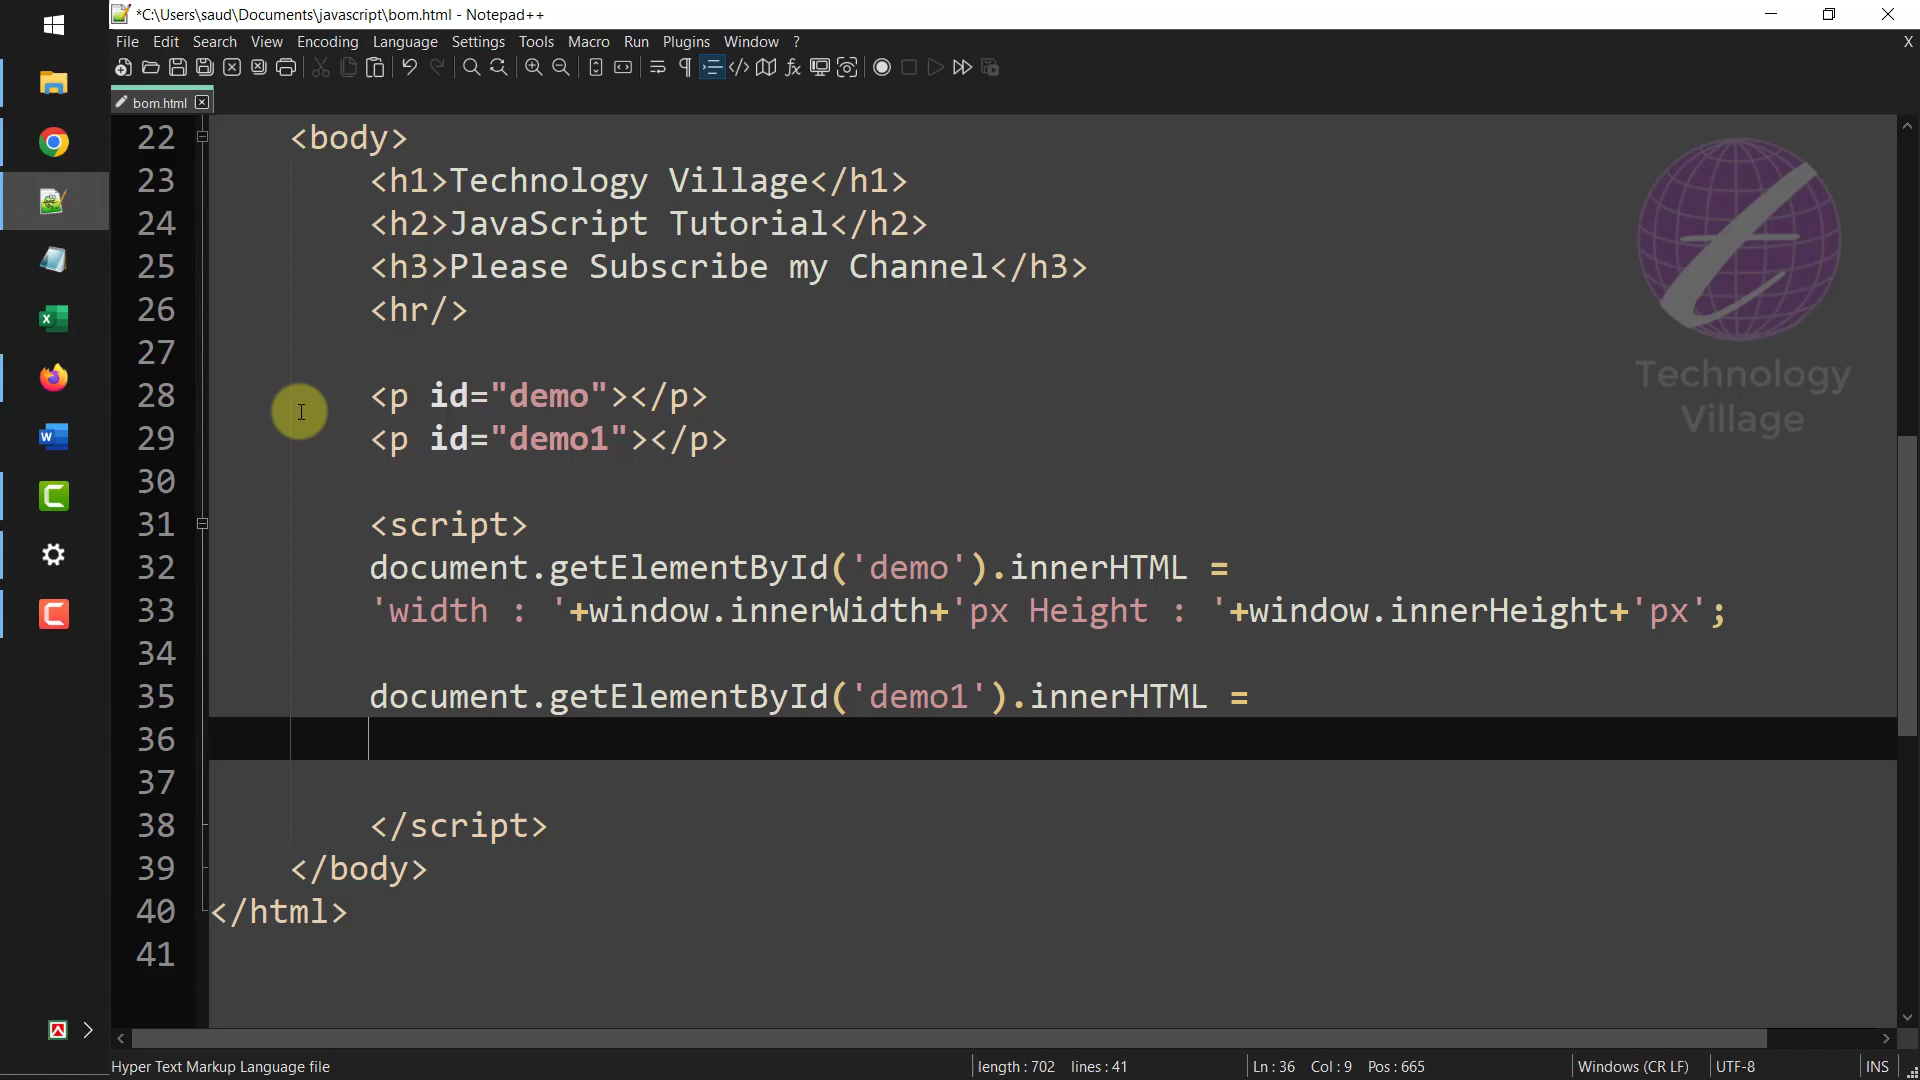 *C:\Users\saud\Documents\javascript\bom.html - Notepad++
File Edit Search View Encoding Language Settings Tools Macro Run Plugins Window ? X
bom.html
22 <body>
23 <h1>Technology Village</h1>
24 <h2>JavaScript Tutorial</h2>
25 <h3>Please Subscribe my Channel</h3>
26 <hr/>
27
28 <p id="demo"></p>
29 <p id="demo1"></p>
30
31 <script>
32 document.getElementById('demo').innerHTML =
33 'width : '+window.innerWidth+'px Height : '+window.innerHeight+'px';
34
35 document.getElementById('demo1').innerHTML =
36
37
38 </script>
39 </body>
40 </html>
41
Technology
Village
Hyper Text Markup Language file length : 702 lines : 41 Ln : 36 Col : 9 Pos : 665 Windows (CR LF) UTF-8 INS